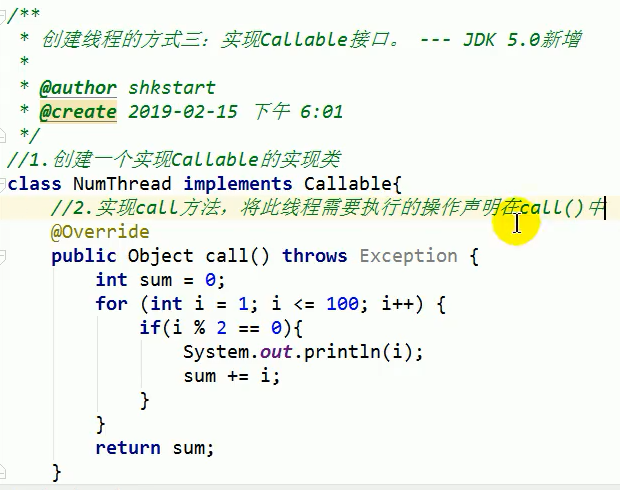 /**
 * 创建线程的方式三：实现Callable接口。 --- JDK 5.0新增
 *
 * @author shkstart
 * @create 2019-02-15 下午 6:01
 */
//1.创建一个实现Callable的实现类
class NumThread implements Callable{
    //2.实现call方法，将此线程需要执行的操作声明在call()中
    @Override
    public Object call() throws Exception {
        int sum = 0;
        for (int i = 1; i <= 100; i++) {
            if(i % 2 == 0){
                System.out.println(i);
                sum += i;
            }
        }
        return sum;
    }